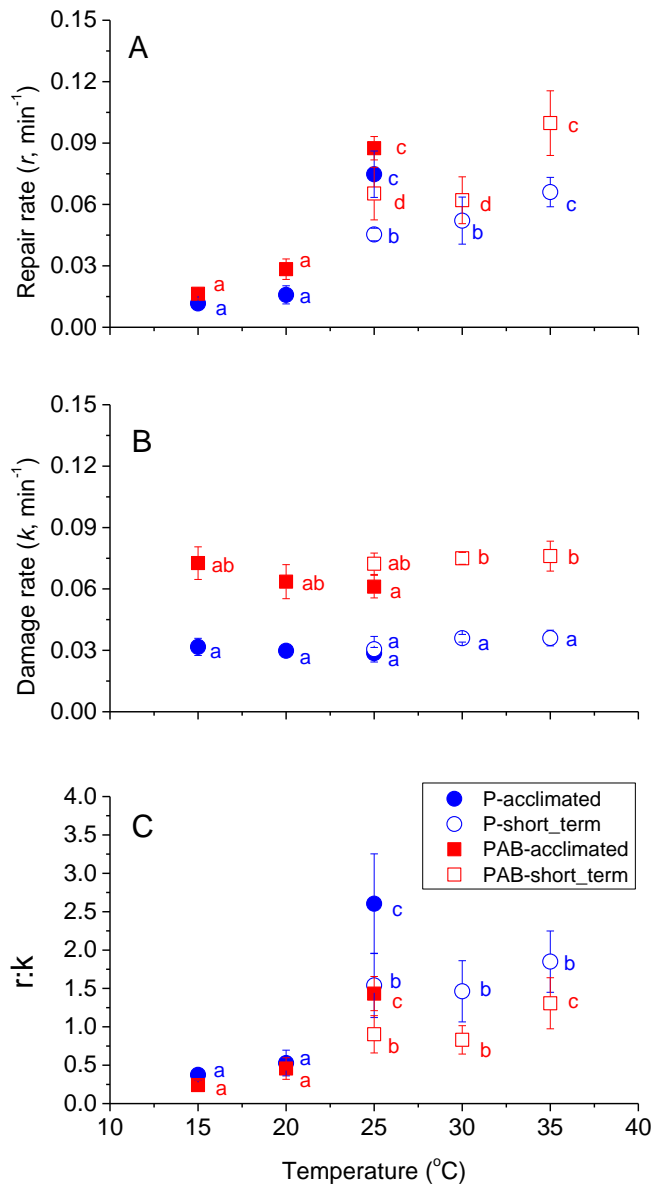 A
0.15
0.12
0.09
0.06
0.03
0.00
Repair rate (r, min⁻¹)
a
a
a
a
c
c
d
b
d
b
c
c
B
0.15
0.12
0.09
0.06
0.03
0.00
Damage rate (k, min⁻¹)
ab
ab
ab
a
b
b
a
a
a
a
a
a
C
4.0
3.5
3.0
2.5
2.0
1.5
1.0
0.5
0.0
r:k
P-acclimated
P-short_term
PAB-acclimated
PAB-short_term
a
a
a
a
c
b
c
b
b
b
b
c
10 15 20 25 30 35 40
Temperature (°C)